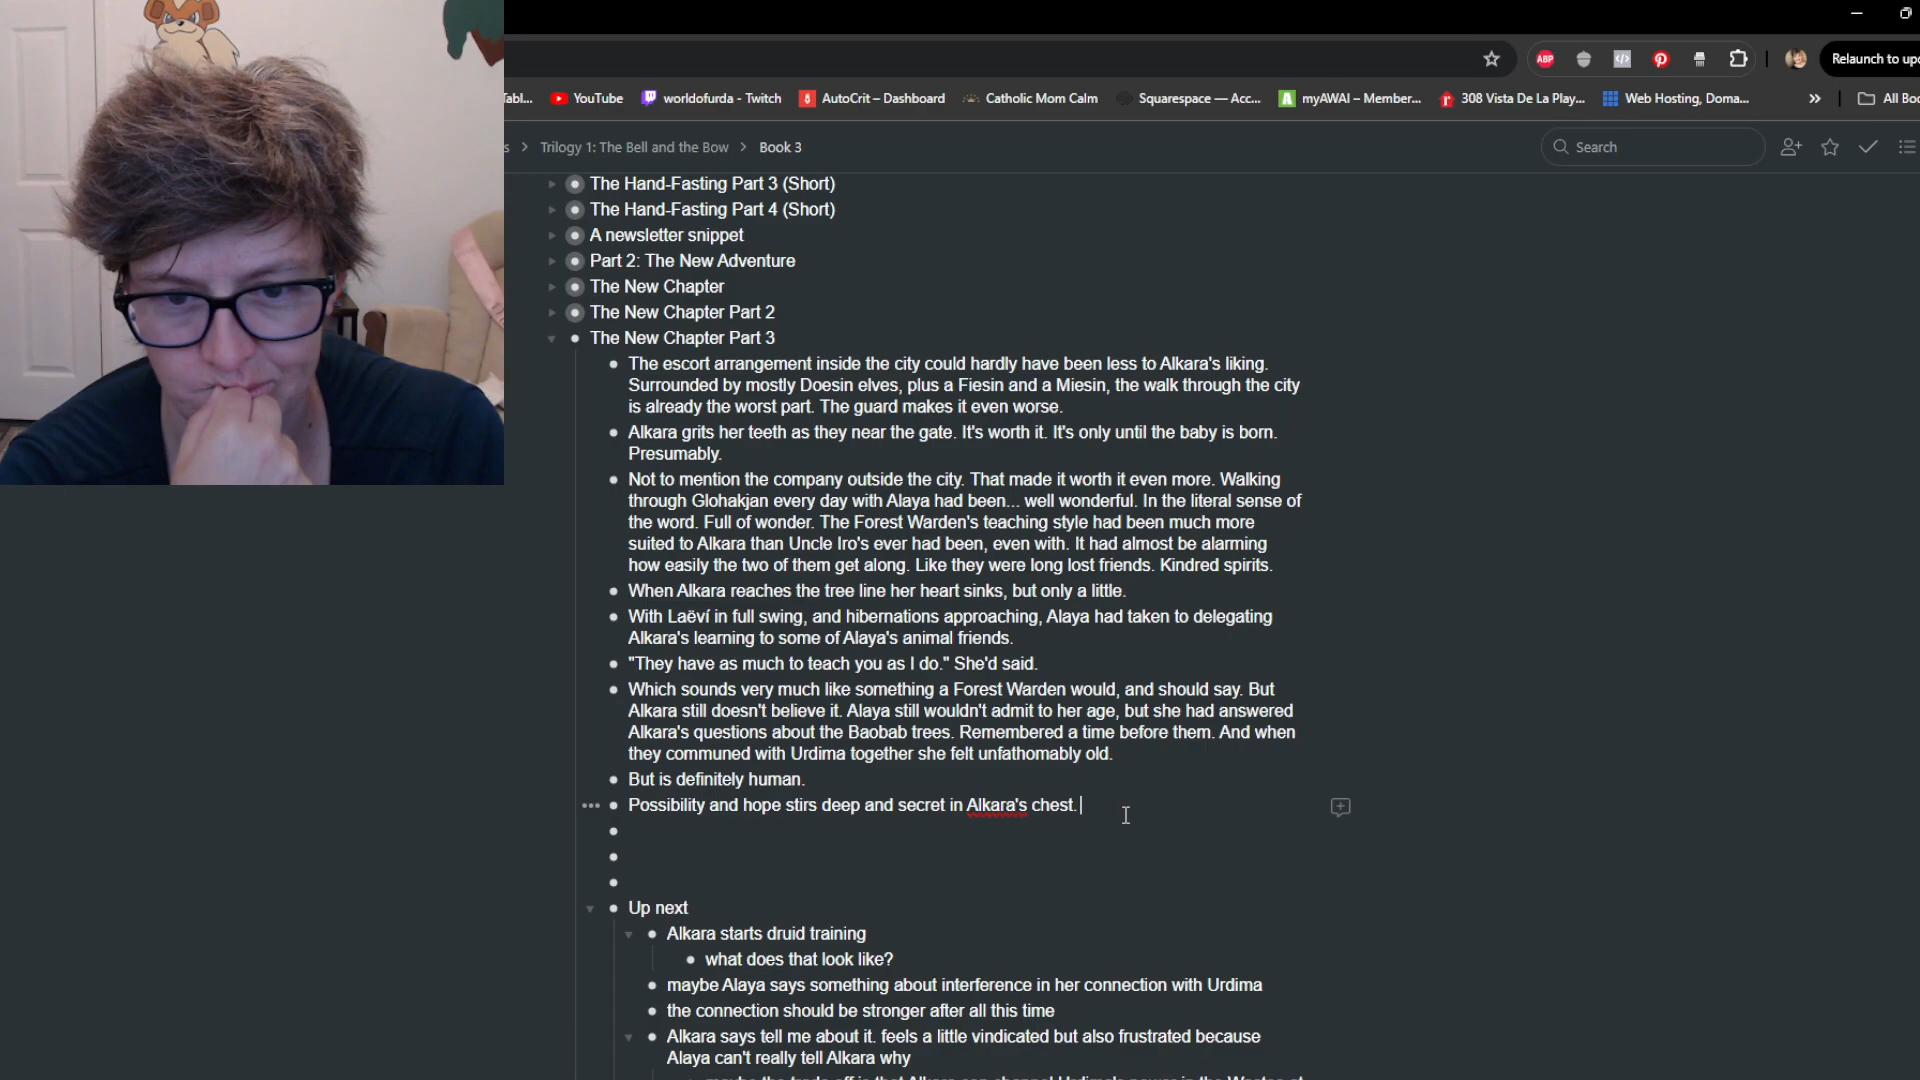 Relaunch to upd
Tabl...
YouTube
worldofurda - Twitch
AutoCrit – Dashboard
Catholic Mom Calm
Squarespace — Acc...
myAWAI – Member...
308 Vista De La Play...
Web Hosting, Doma...
» All Boo
s > Trilogy 1: The Bell and the Bow > Book 3
Search
The Hand-Fasting Part 3 (Short)
The Hand-Fasting Part 4 (Short)
A newsletter snippet
Part 2: The New Adventure
The New Chapter
The New Chapter Part 2
The New Chapter Part 3
The escort arrangement inside the city could hardly have been less to Alkara's liking.
Surrounded by mostly Doesin elves, plus a Fiesin and a Miesin, the walk through the city
is already the worst part. The guard makes it even worse.
Alkara grits her teeth as they near the gate. It's worth it. It's only until the baby is born.
Presumably.
Not to mention the company outside the city. That made it worth it even more. Walking
through Glohakjan every day with Alaya had been... well wonderful. In the literal sense of
the word. Full of wonder. The Forest Warden's teaching style had been much more
suited to Alkara than Uncle Iro's ever had been, even with. It had almost be alarming
how easily the two of them get along. Like they were long lost friends. Kindred spirits.
When Alkara reaches the tree line her heart sinks, but only a little.
With Laëví in full swing, and hibernations approaching, Alaya had taken to delegating
Alkara's learning to some of Alaya's animal friends.
"They have as much to teach you as I do." She'd said.
Which sounds very much like something a Forest Warden would, and should say. But
Alkara still doesn't believe it. Alaya still wouldn't admit to her age, but she had answered
Alkara's questions about the Baobab trees. Remembered a time before them. And when
they communed with Urdima together she felt unfathomably old.
But is definitely human.
Possibility and hope stirs deep and secret in Alkara's chest.
Up next
Alkara starts druid training
what does that look like?
maybe Alaya says something about interference in her connection with Urdima
the connection should be stronger after all this time
Alkara says tell me about it. feels a little vindicated but also frustrated because
Alaya can't really tell Alkara why